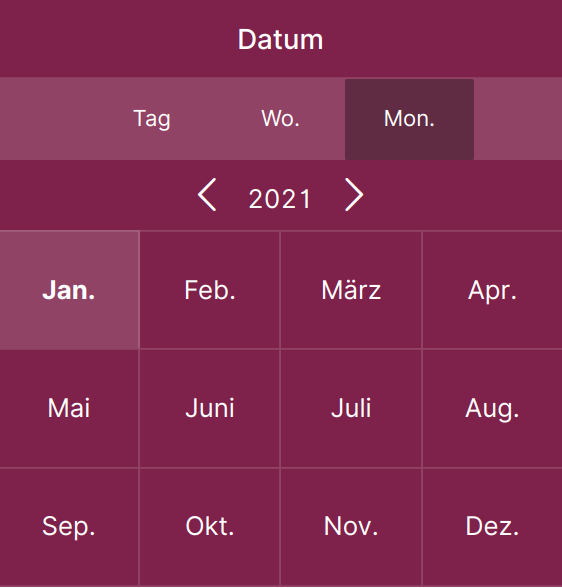 Datum
Tag Wo. Mon.
2021
Jan. Feb. März Apr.
Mai Juni Juli Aug.
Sep. Okt. Nov. Dez.